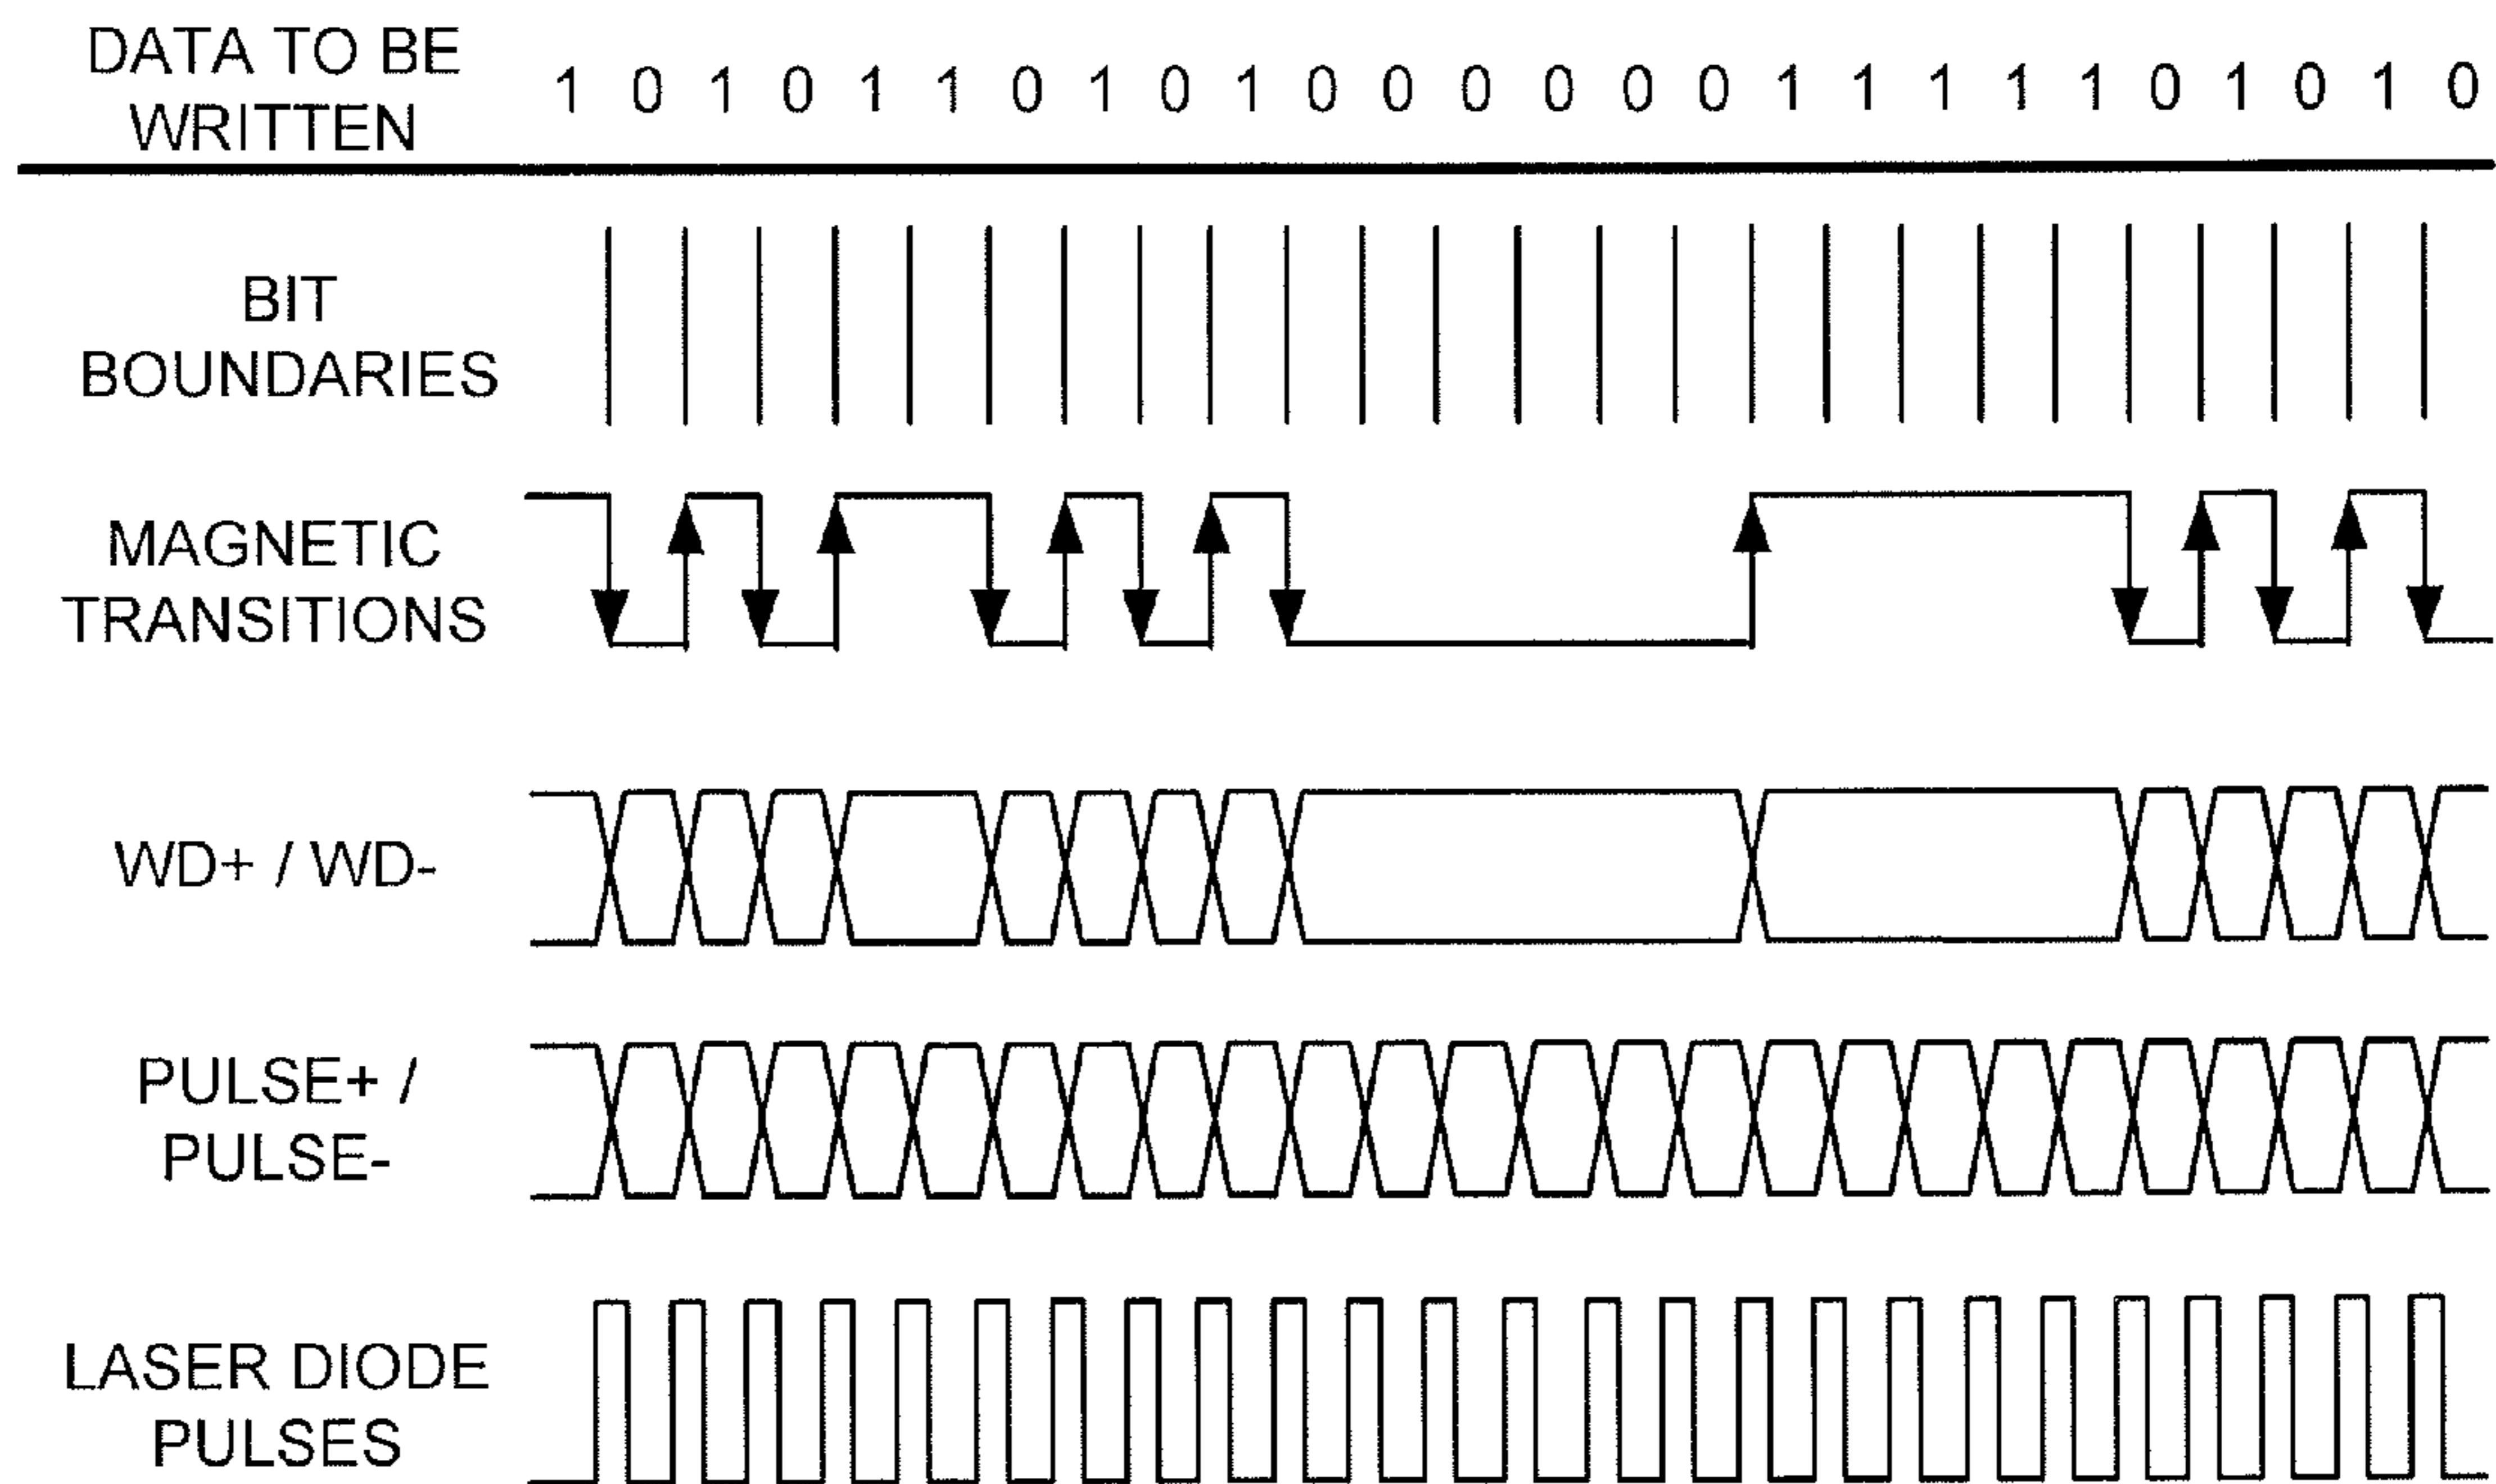 DATA TO BE
WRITTEN
1 0 1 0 1 1 0 1 0 1 0 0 0 0 0 0 1 1 1 1 1 0 1 0 1 0
BIT
BOUNDARIES
MAGNETIC
TRANSITIONS
WD+ / WD-
PULSE+ /
PULSE-
LASER DIODE
PULSES